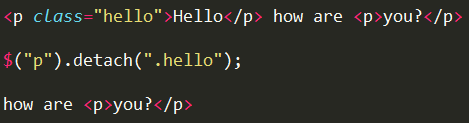 <p class="hello">Hello</p> how are <p>you?</p>
$("p").detach(".hello");
how are <p>you?</p>